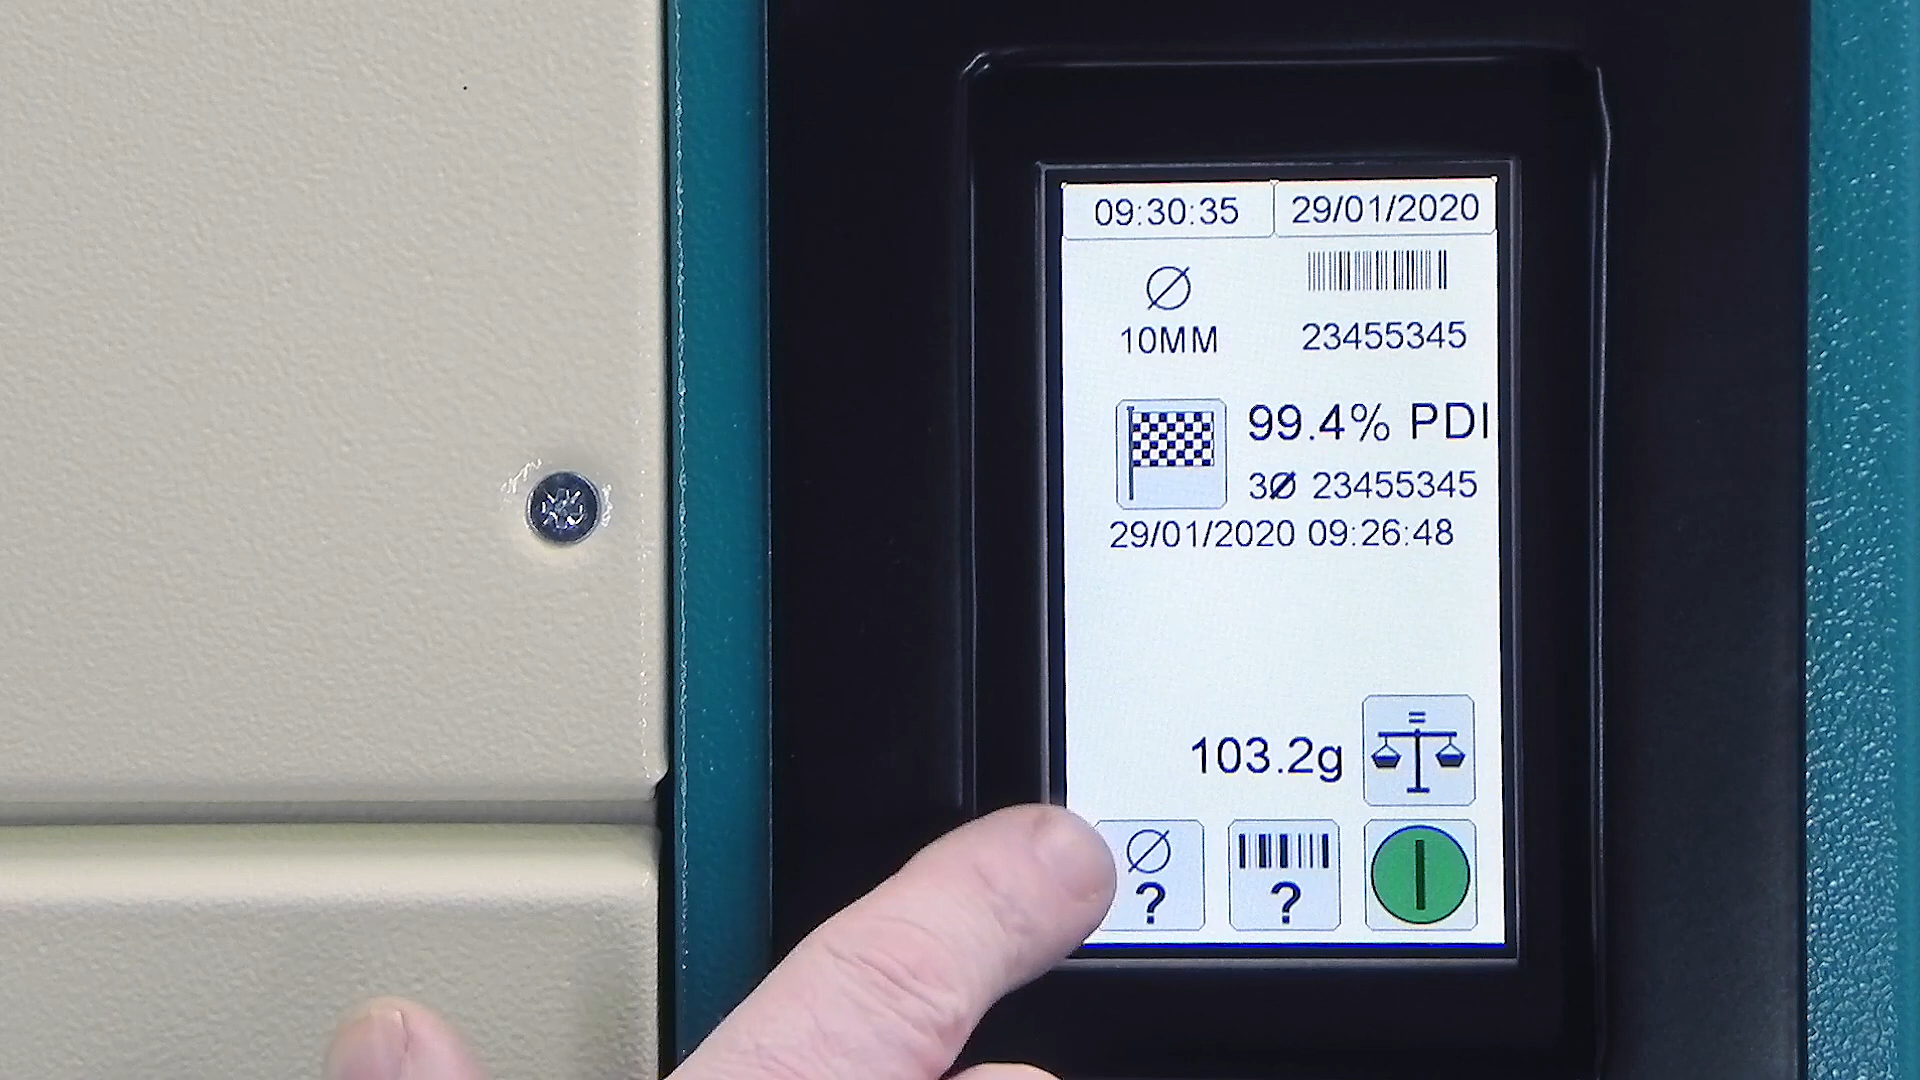 09:30:35 29/01/2020
Ø
10MM 23455345
99.4% PDI
3Ø 23455345
29/01/2020 09:26:48
=
103.2g
Ø
? ?